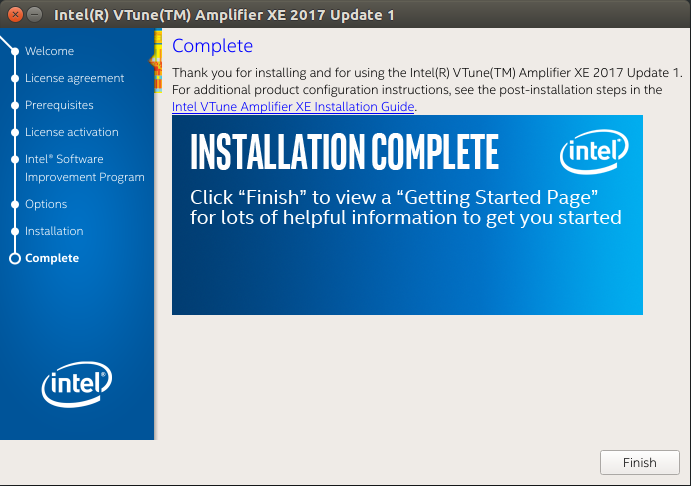 Intel(R) VTune(TM) Amplifier XE 2017 Update 1
Welcome
License agreement
Prerequisites
License activation
Intel® Software
Improvement Program
Options
Installation
Complete
intel®
Complete
Thank you for installing and for using the Intel(R) VTune(TM) Amplifier XE 2017 Update 1.
For additional product configuration instructions, see the post-installation steps in the
Intel VTune Amplifier XE Installation Guide.
INSTALLATION COMPLETE
intel®
Click “Finish” to view a “Getting Started Page”
for lots of helpful information to get you started
Finish